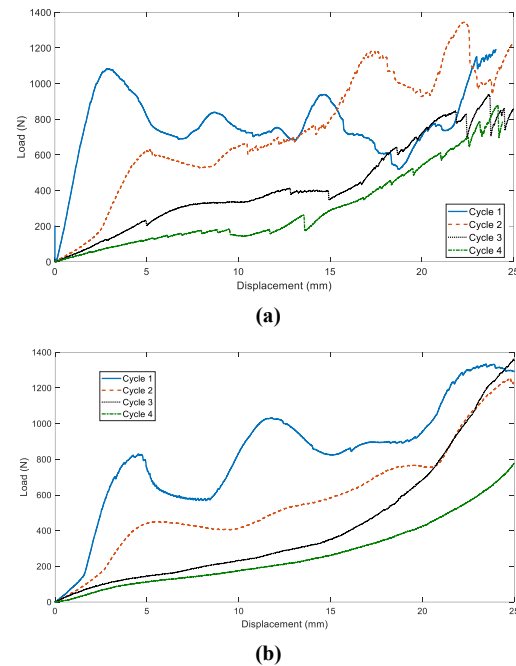 1400
1200
1000
800
600
400
200
0
Load (N)
Cycle 1
Cycle 2
Cycle 3
Cycle 4
0 5 10 15 20 25
Displacement (mm)
(a)
1400
1200
1000
800
600
400
200
0
Load (N)
Cycle 1
Cycle 2
Cycle 3
Cycle 4
0 5 10 15 20 25
Displacement (mm)
(b)